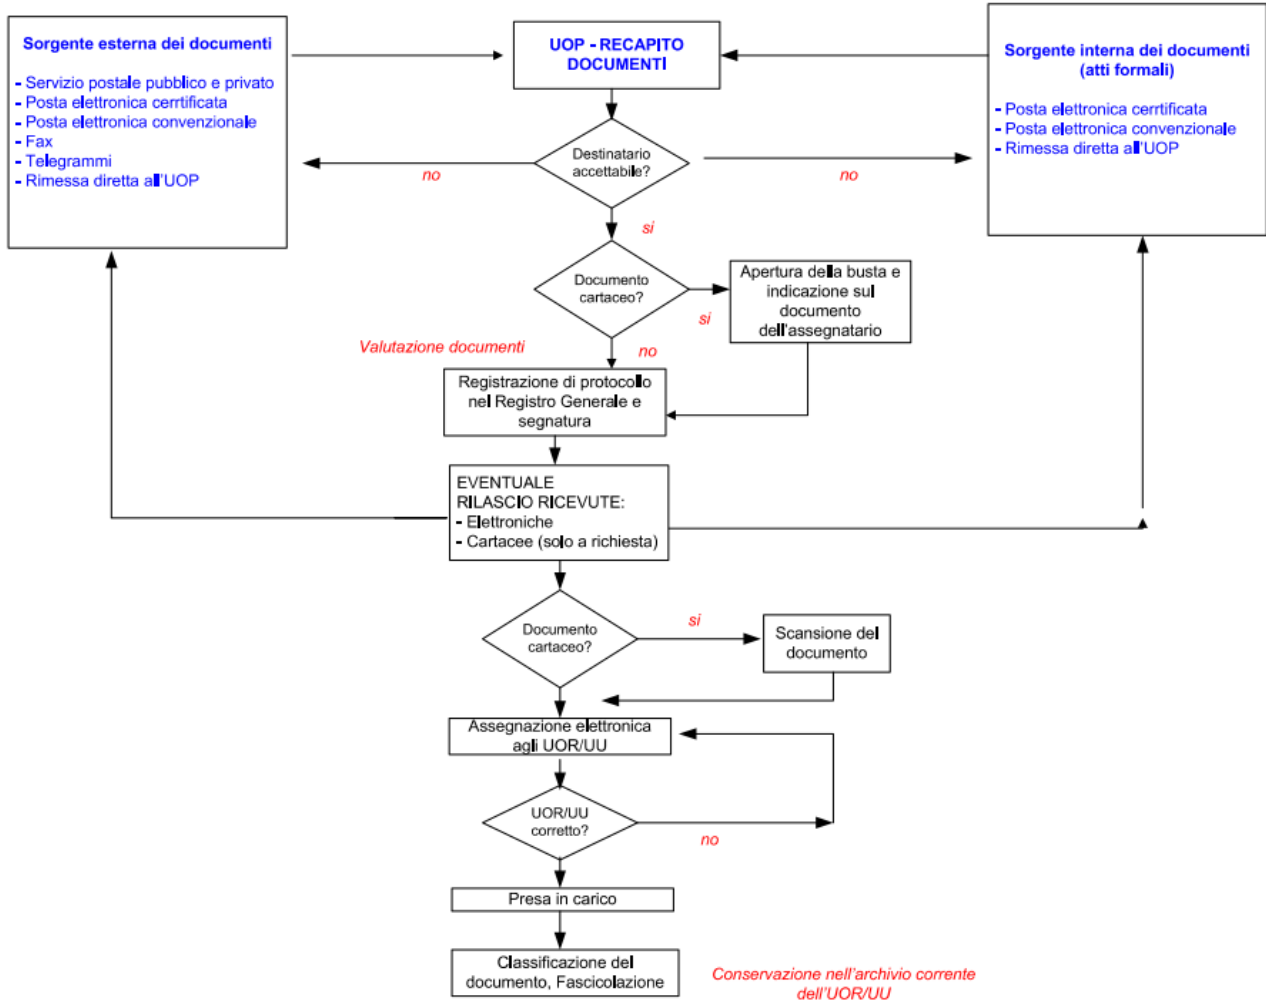 Sorgente esterna dei documenti
- Servizio postale pubblico e privato
- Posta elettronica cerrtificata
- Posta elettronica convenzionale
- Fax
- Telegrammi
- Rimessa diretta all'UOP
UOP - RECAPITO
DOCUMENTI
Sorgente interna dei documenti
(atti formali)
- Posta elettronica cerrtificata
- Posta elettronica convenzionale
- Rimessa diretta all'UOP
Destinatario
accettabile?
no
no
si
Documento
cartaceo?
si
Apertura della busta e
indicazione sul
documento
dell'assegnatario
Valutazione documenti
no
Registrazione di protocollo
nel Registro Generale e
segnatura
EVENTUALE
RILASCIO RICEVUTE:
- Elettroniche
- Cartacee (solo a richiesta)
Documento
cartaceo?
si
Scansione del
documento
Assegnazione elettronica
agli UOR/UU
UOR/UU
corretto?
no
Presa in carico
Classificazione del
documento, Fascicolazione
Conservazione nell'archivio corrente
dell'UOR/UU